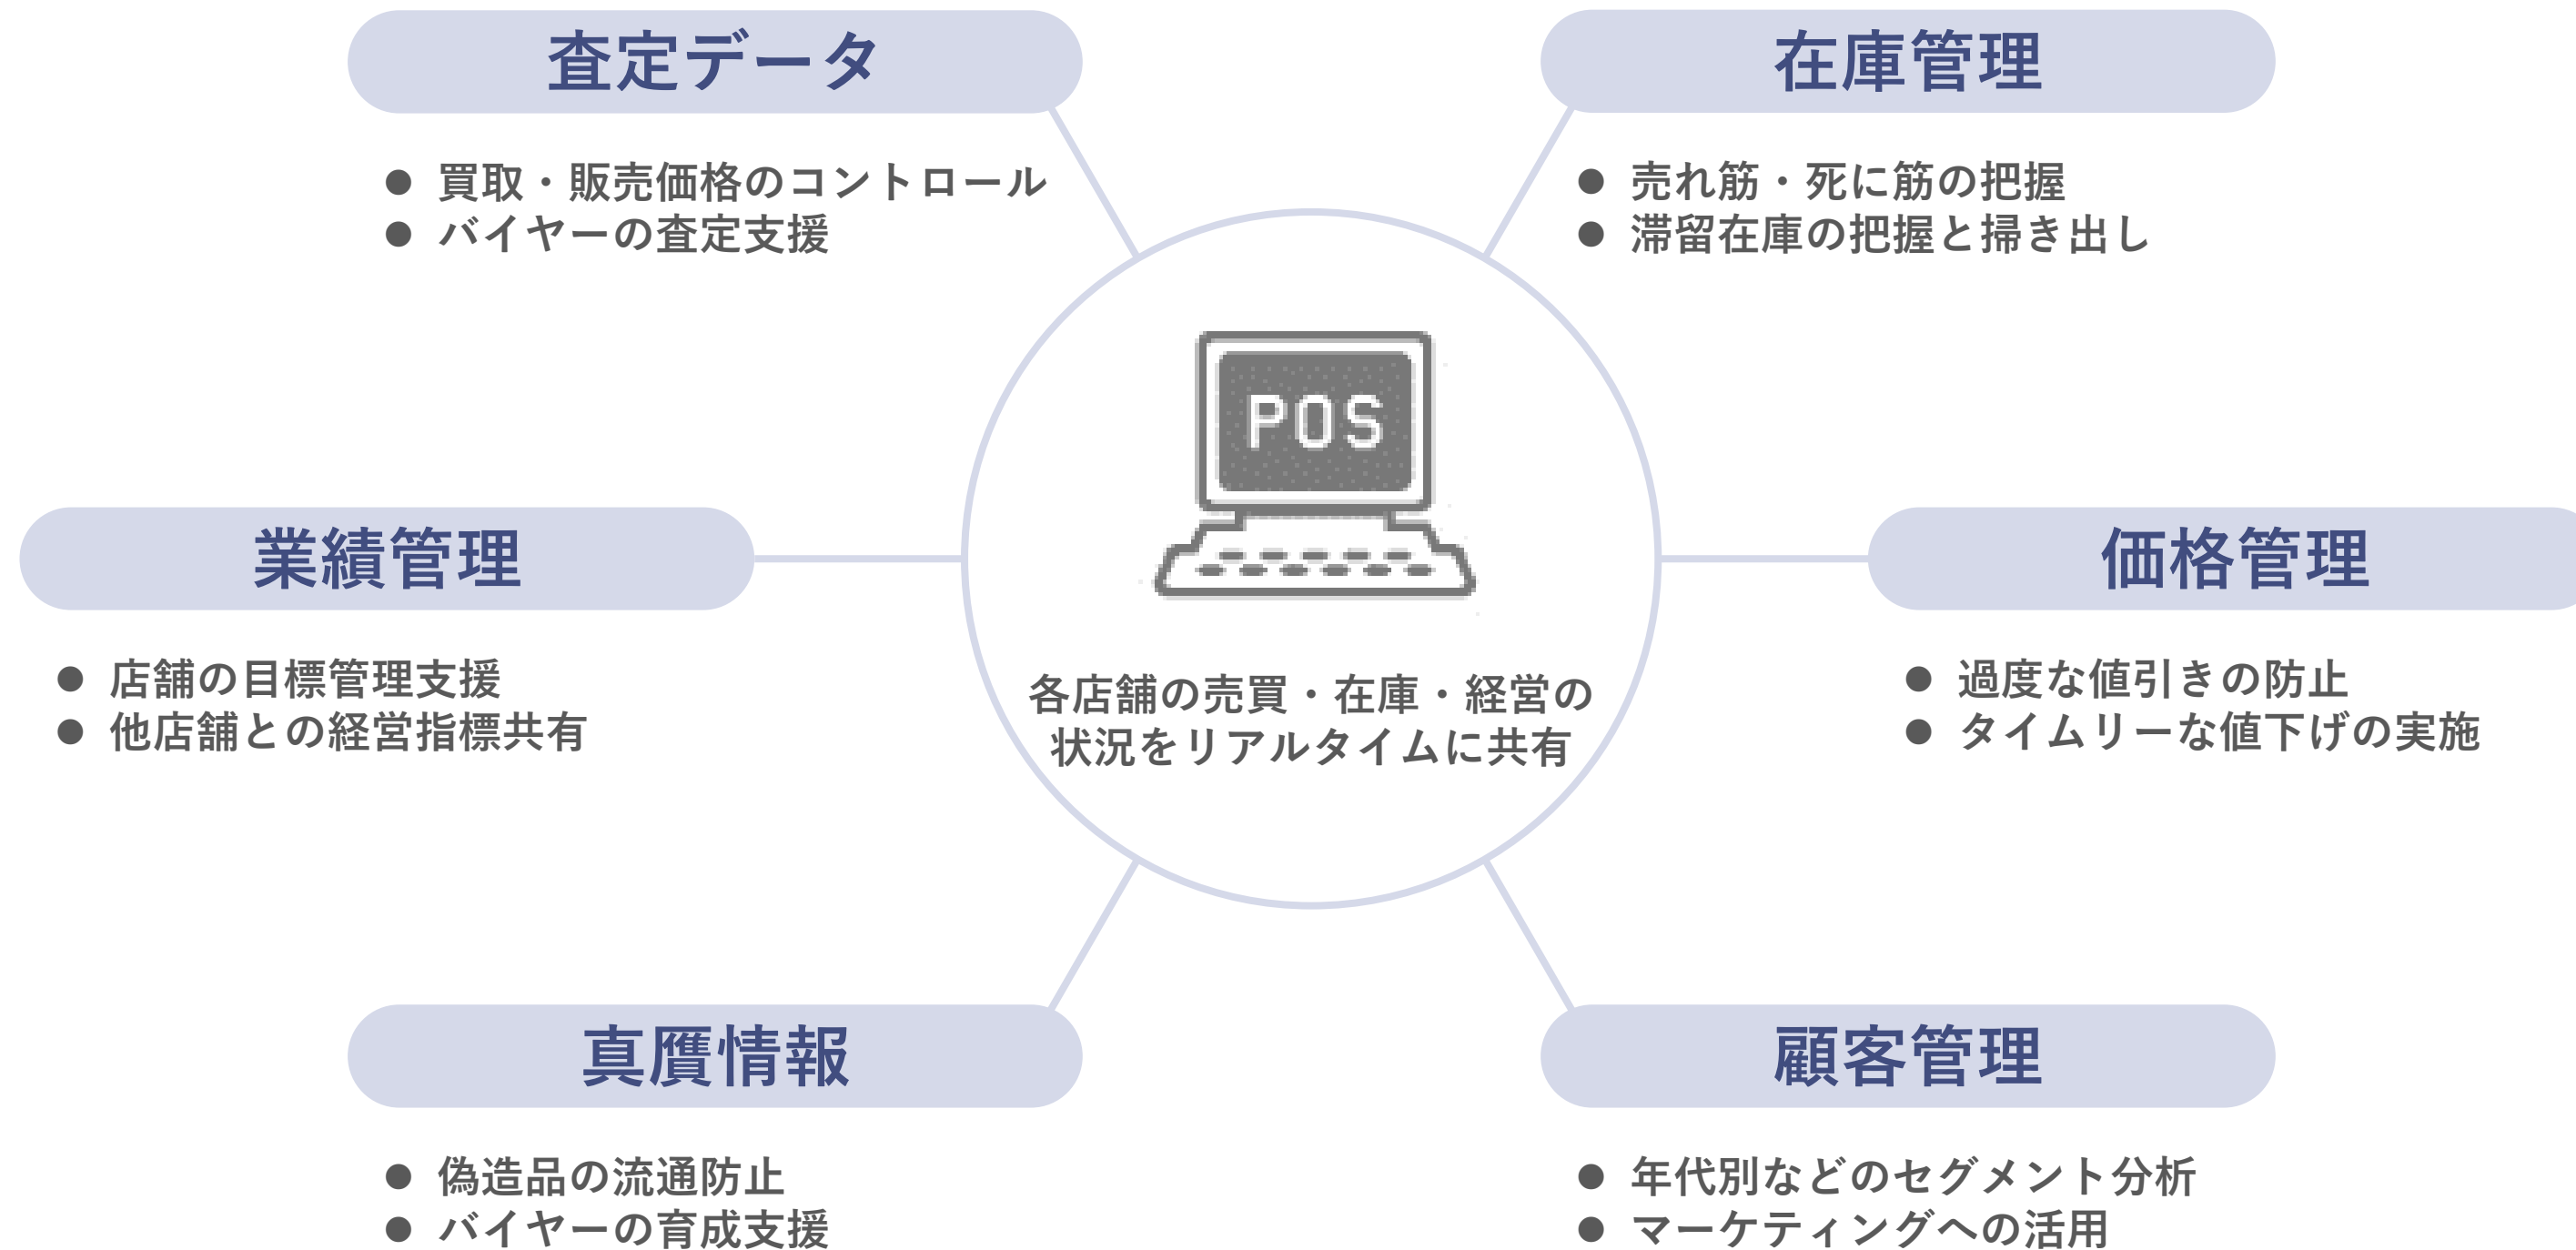 査定データ
● 買取・販売価格のコントロール
● バイヤーの査定支援
在庫管理
● 売れ筋・死に筋の把握
● 滞留在庫の把握と掃き出し
POS
各店舗の売買・在庫・経営の
状況をリアルタイムに共有
業績管理
● 店舗の目標管理支援
● 他店舗との経営指標共有
価格管理
● 過度な値引きの防止
● タイムリーな値下げの実施
真贋情報
● 偽造品の流通防止
● バイヤーの育成支援
顧客管理
● 年代別などのセグメント分析
● マーケティングへの活用